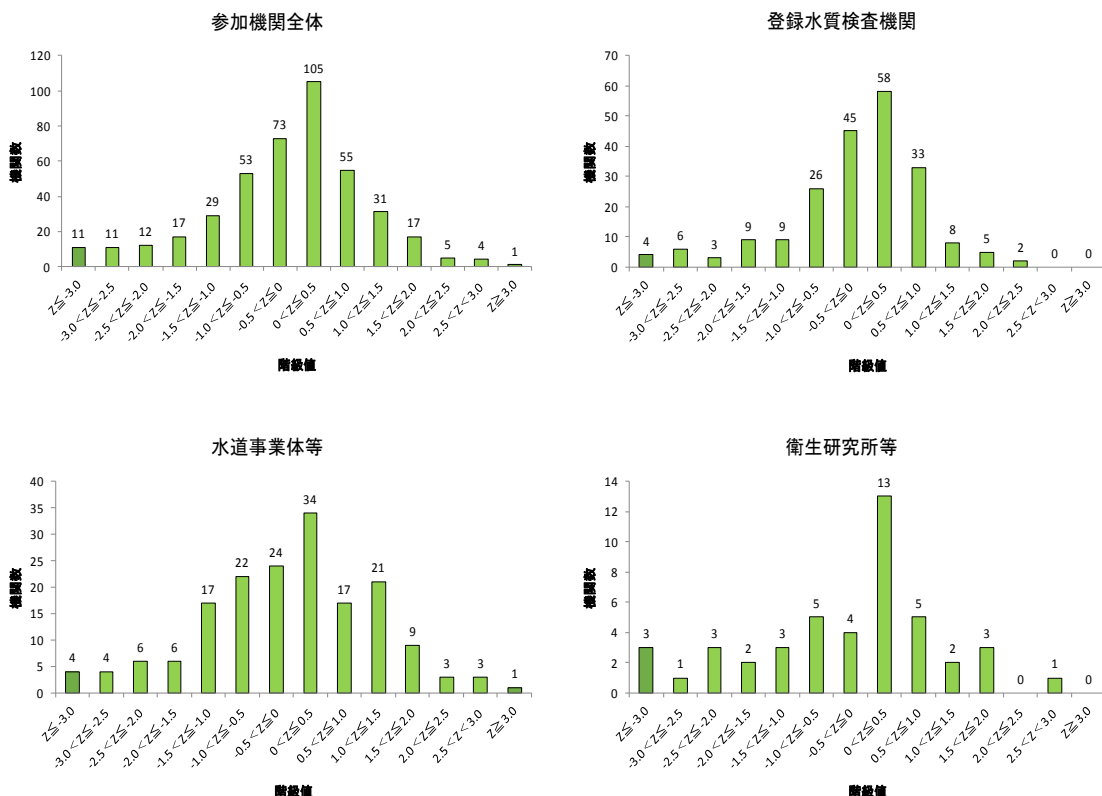 参加機関全体
120
100
80
60
40
20
0
機関数
11 11 12 17 29 53 73 105 55 31 17 5 4 1
Z≦-3.0
-3.0<Z≦-2.5
-2.5<Z≦-2.0
-2.0<Z≦-1.5
-1.5<Z≦-1.0
-1.0<Z≦-0.5
-0.5<Z≦0
0<Z≦0.5
0.5<Z≦1.0
1.0<Z≦1.5
1.5<Z≦2.0
2.0<Z≦2.5
2.5<Z<3.0
Z≧3.0
階級値
登録水質検査機関
70
60
50
40
30
20
10
0
機関数
4 6 3 9 9 26 45 58 33 8 5 2 0 0
Z≦-3.0
-3.0<Z≦-2.5
-2.5<Z≦-2.0
-2.0<Z≦-1.5
-1.5<Z≦-1.0
-1.0<Z≦-0.5
-0.5<Z≦0
0<Z≦0.5
0.5<Z≦1.0
1.0<Z≦1.5
1.5<Z≦2.0
2.0<Z≦2.5
2.5<Z<3.0
Z≧3.0
階級値
水道事業体等
40
35
30
25
20
15
10
5
0
機関数
4 4 6 6 17 22 24 34 17 21 9 3 3 1
Z≦-3.0
-3.0<Z≦-2.5
-2.5<Z≦-2.0
-2.0<Z≦-1.5
-1.5<Z≦-1.0
-1.0<Z≦-0.5
-0.5<Z≦0
0<Z≦0.5
0.5<Z≦1.0
1.0<Z≦1.5
1.5<Z≦2.0
2.0<Z≦2.5
2.5<Z<3.0
Z≧3.0
階級値
衛生研究所等
14
12
10
8
6
4
2
0
機関数
3 1 3 2 3 5 4 13 5 2 3 0 1 0
Z≦-3.0
-3.0<Z≦-2.5
-2.5<Z≦-2.0
-2.0<Z≦-1.5
-1.5<Z≦-1.0
-1.0<Z≦-0.5
-0.5<Z≦0
0<Z≦0.5
0.5<Z≦1.0
1.0<Z≦1.5
1.5<Z≦2.0
2.0<Z≦2.5
2.5<Z<3.0
Z≧3.0
階級値